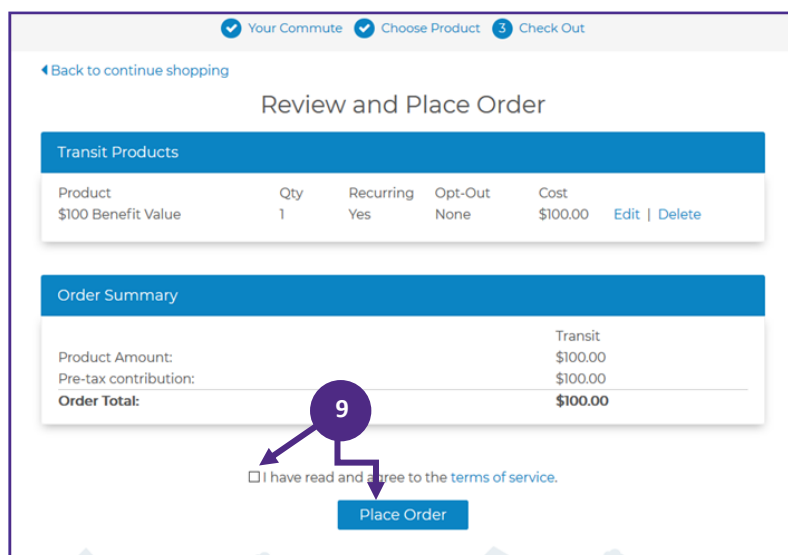 Your Commute Choose Product 3 Check Out
Back to continue shopping
Review and Place Order
Transit Products
Product Qty Recurring Opt-Out Cost
$100 Benefit Value 1 Yes None $100.00 Edit | Delete
Order Summary
Transit
Product Amount: $100.00
Pre-tax contribution: $100.00
Order Total: $100.00
9
I have read and agree to the terms of service.
Place Order